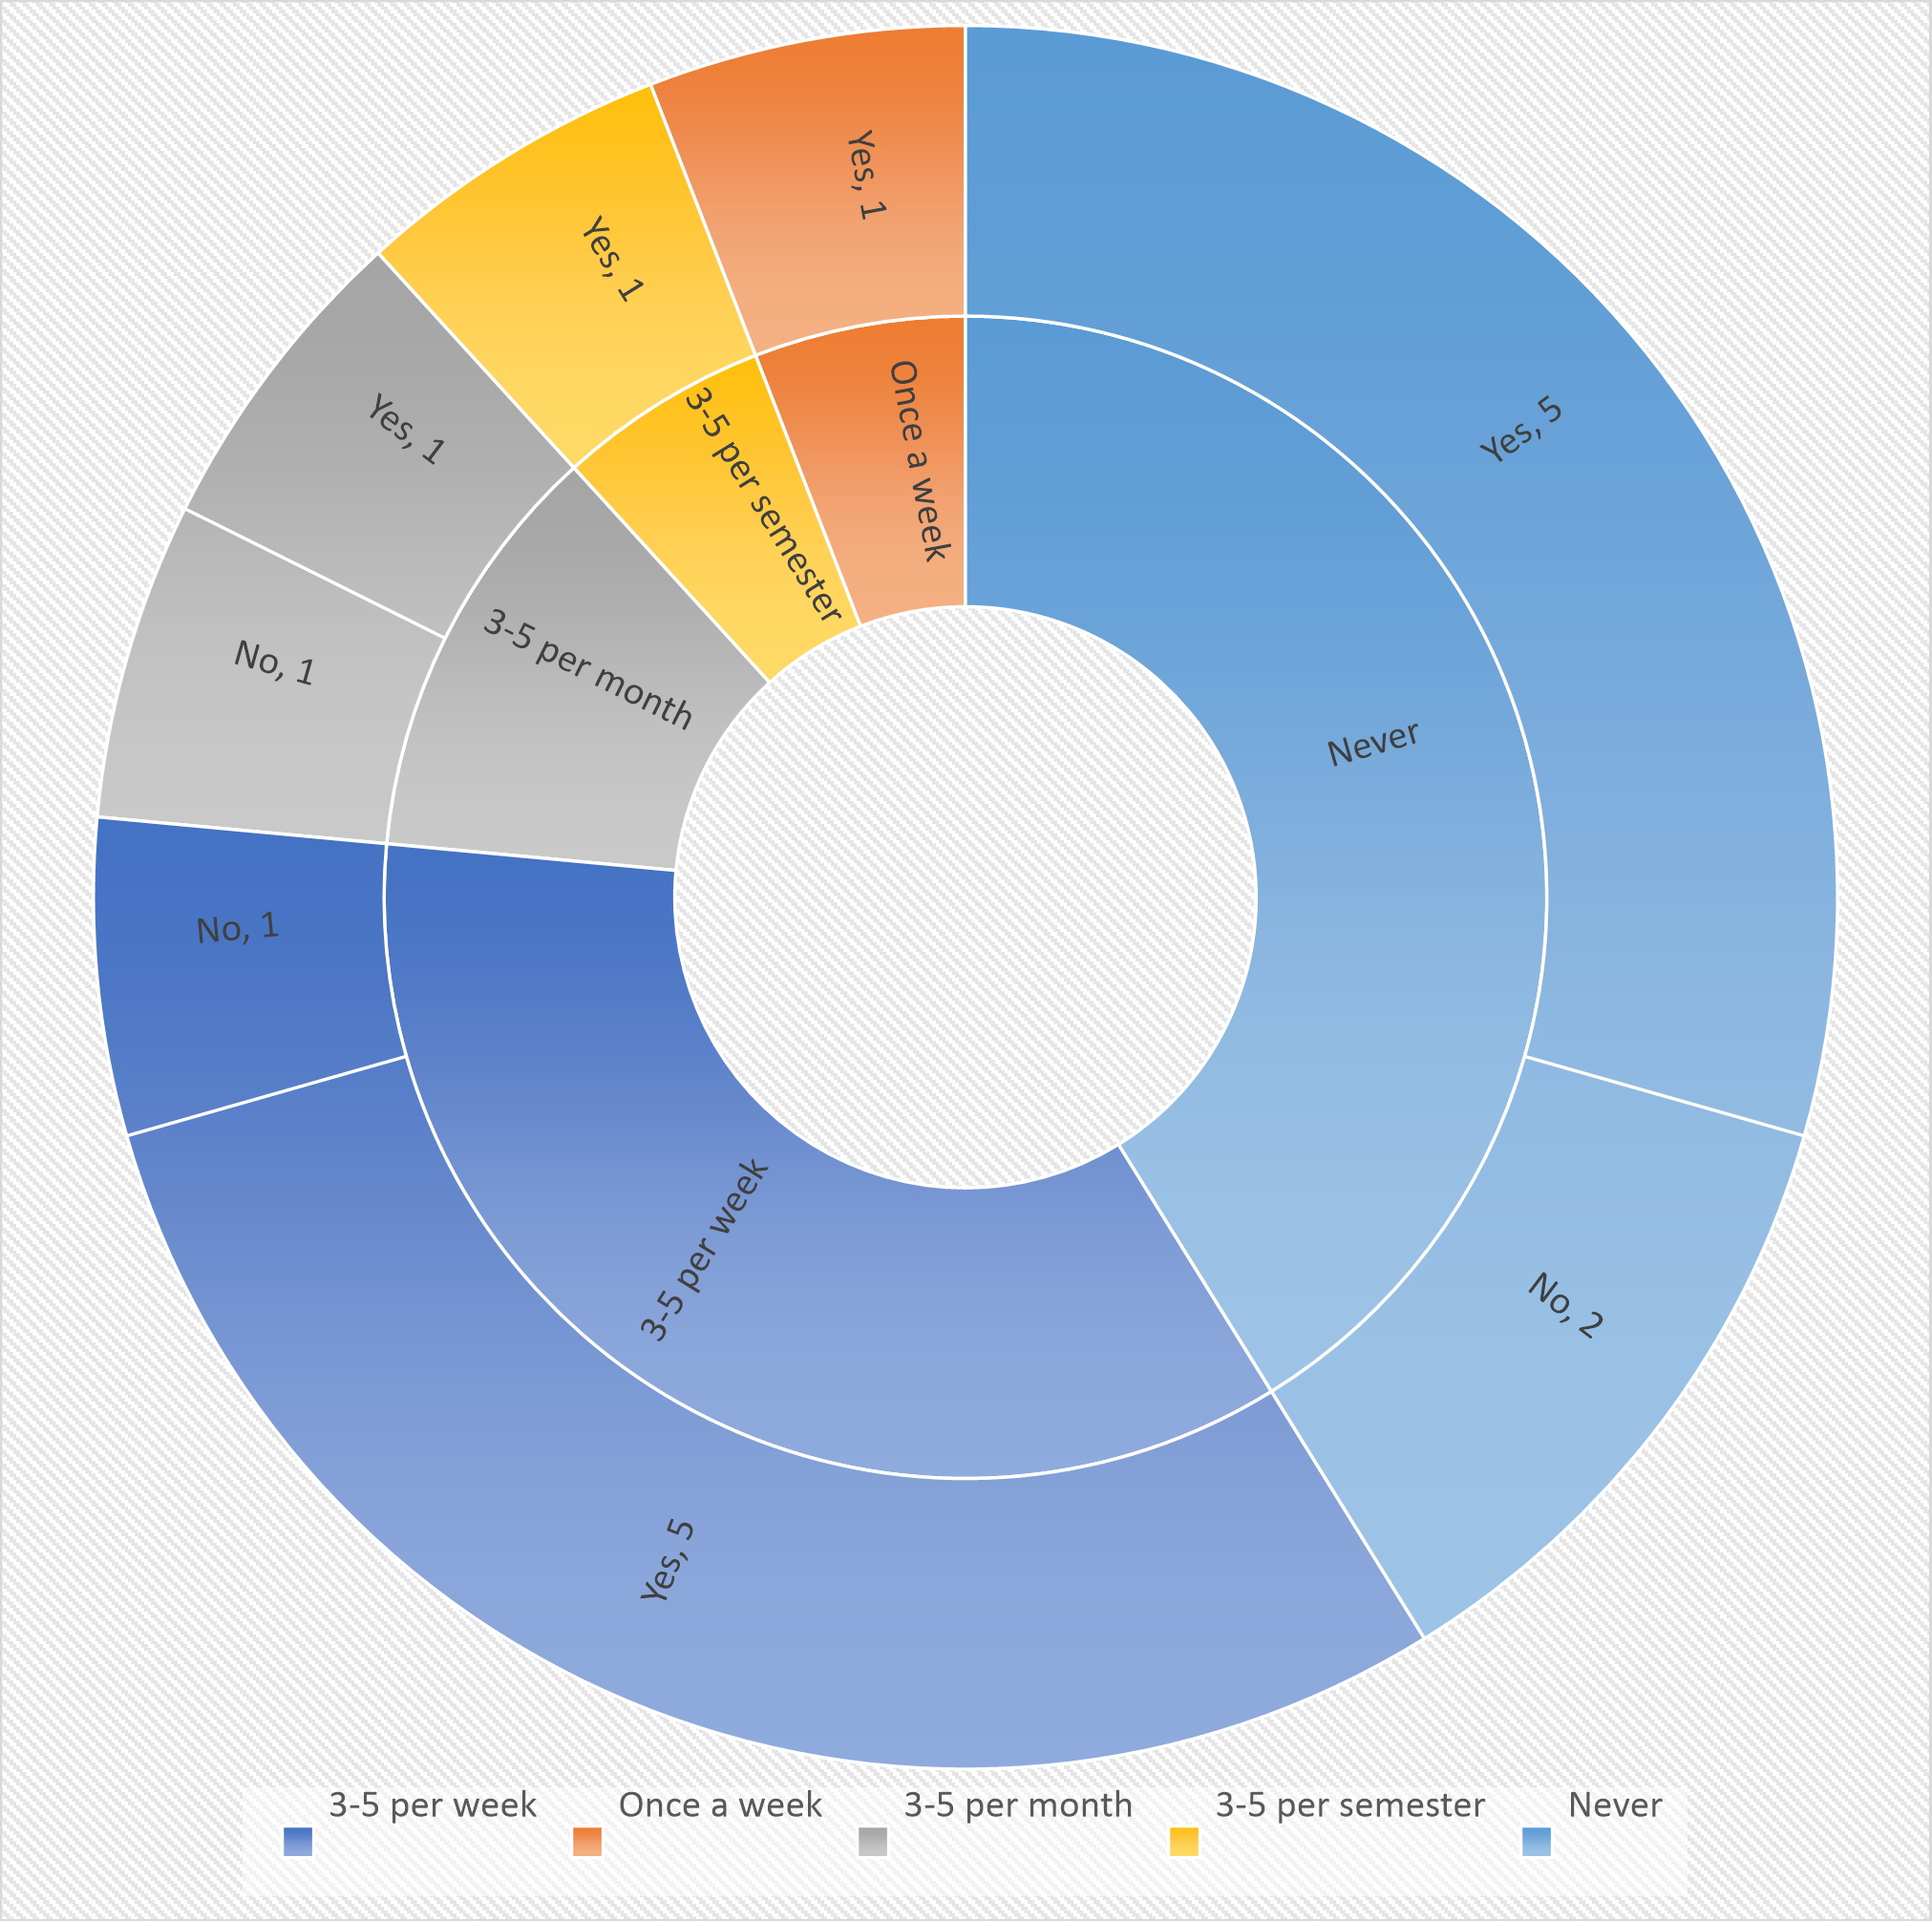 Yes, 1
Yes, 1
Once a week
3-5 per semester
Yes, 5
Yes, 1
3-5 per month
No, 1
Never
No, 1
3-5 per week
No, 2
Yes, 5
3-5 per week Once a week 3-5 per month 3-5 per semester Never